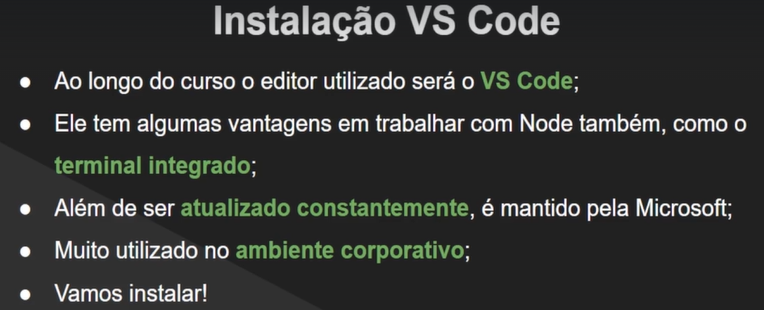 Instalação VS Code
● Ao longo do curso o editor utilizado será o VS Code;
● Ele tem algumas vantagens em trabalhar com Node também, como o
terminal integrado;
● Além de ser atualizado constantemente, é mantido pela Microsoft;
● Muito utilizado no ambiente corporativo;
● Vamos instalar!